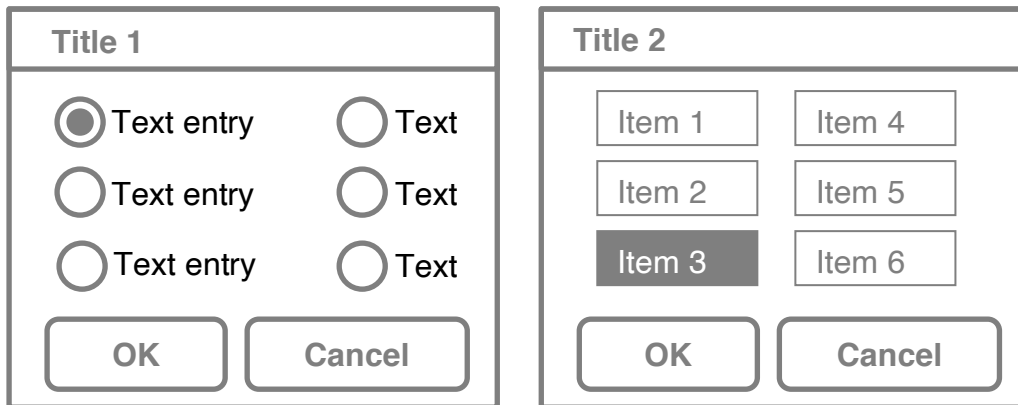 Title 1
Text entry Text
Text entry Text
Text entry Text
OK Cancel
Title 2
Item 1 Item 4
Item 2 Item 5
Item 3 Item 6
OK Cancel